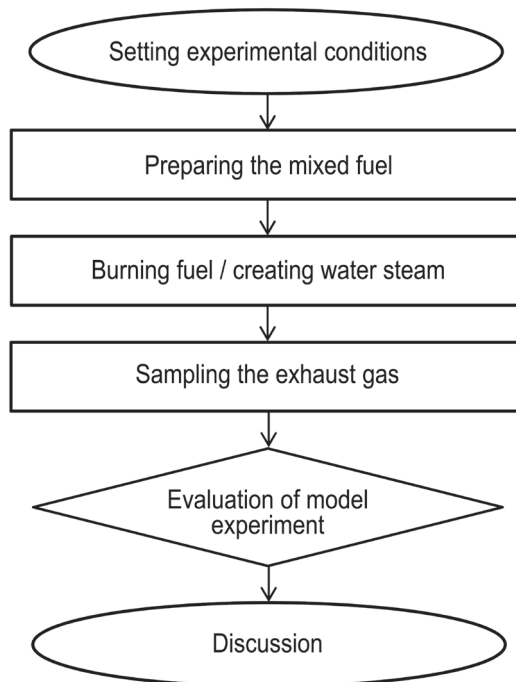 Setting experimental conditions
Preparing the mixed fuel
Burning fuel / creating water steam
Sampling the exhaust gas
Evaluation of model
experiment
Discussion